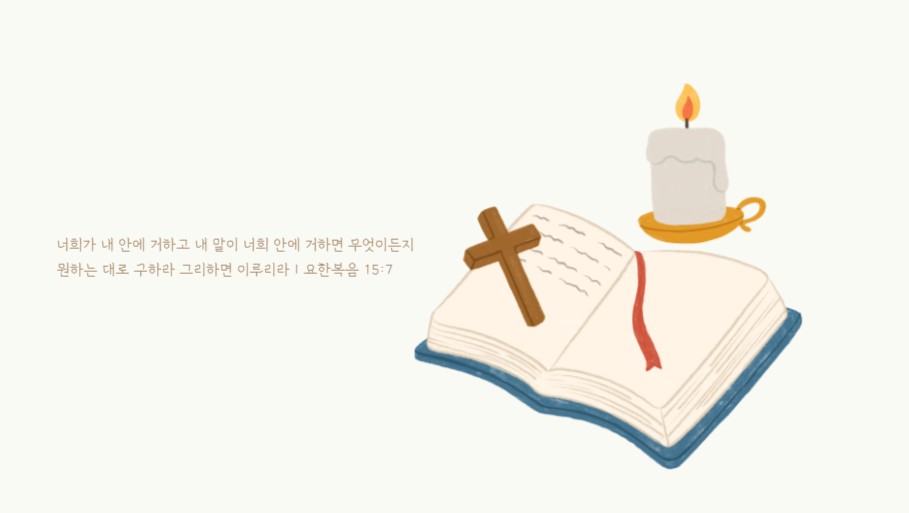 너희가 내 안에 거하고 내 말이 너희 안에 거하면 무엇이든지
원하는 대로 구하라 그리하면 이루리라 | 요한복음 15:7